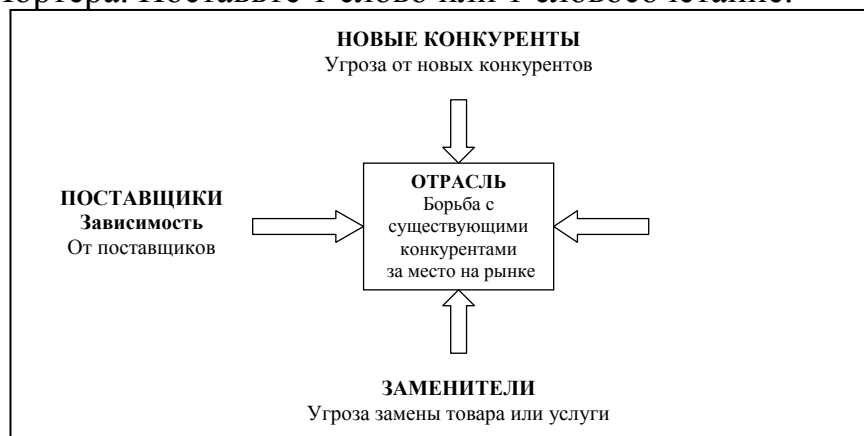 Портера. Поставьте 1 слово или 1 словосочетание.
НОВЫЕ КОНКУРЕНТЫ
Угроза от новых конкурентов
ПОСТАВЩИКИ
Зависимость
От поставщиков
ОТРАСЛЬ
Борьба с
существующими
конкурентами
за место на рынке
ЗАМЕНИТЕЛИ
Угроза замены товара или услуги